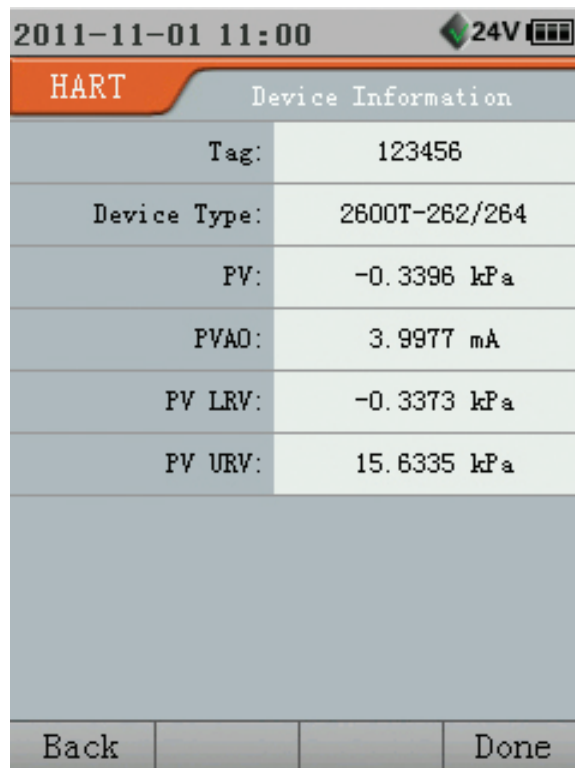 2011-11-01 11:00 24V
HART Device Information
Tag: 123456
Device Type: 2600T-262/264
PV: -0.3396 kPa
PVAO: 3.9977 mA
PV LRV: -0.3373 kPa
PV URV: 15.6335 kPa
Back Done